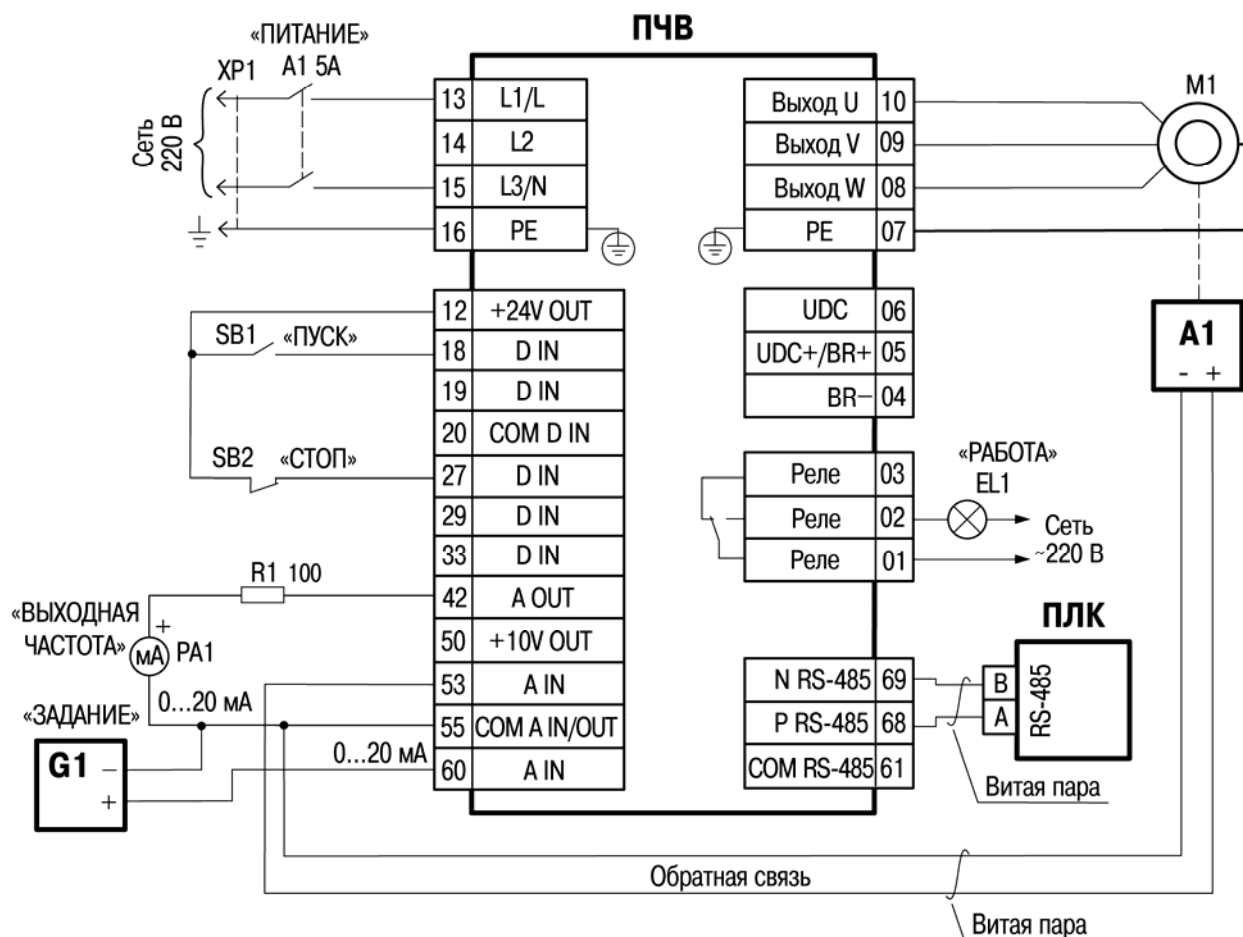 ПЧВ
«ПИТАНИЕ»
XP1 A1 5A
Сеть
220 В
13 L1/L
14 L2
15 L3/N
16 PE
Выход U 10
Выход V 09
Выход W 08
PE 07
M1
12 +24V OUT
18 D IN
19 D IN
20 COM D IN
27 D IN
29 D IN
33 D IN
42 A OUT
50 +10V OUT
53 A IN
55 COM A IN/OUT
60 A IN
SB1 «ПУСК»
SB2 «СТОП»
R1 100
«ВЫХОДНАЯ
ЧАСТОТА»
+
мА PA1
0...20 мА
«ЗАДАНИЕ»
G1 –
+
0...20 мА
UDC 06
UDC+/BR+ 05
BR– 04
A1
- +
Реле 03
Реле 02
Реле 01
«РАБОТА»
EL1
Сеть
~220 В
ПЛК
N RS-485 69
P RS-485 68
COM RS-485 61
B
A
RS-485
Витая пара
Обратная связь
Витая пара